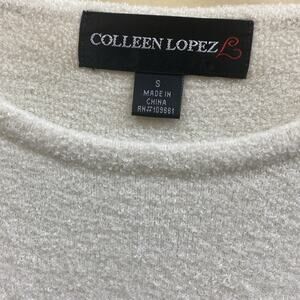 COLLEEN LOPEZ L
S
MADE IN
CHINA
RN#109661